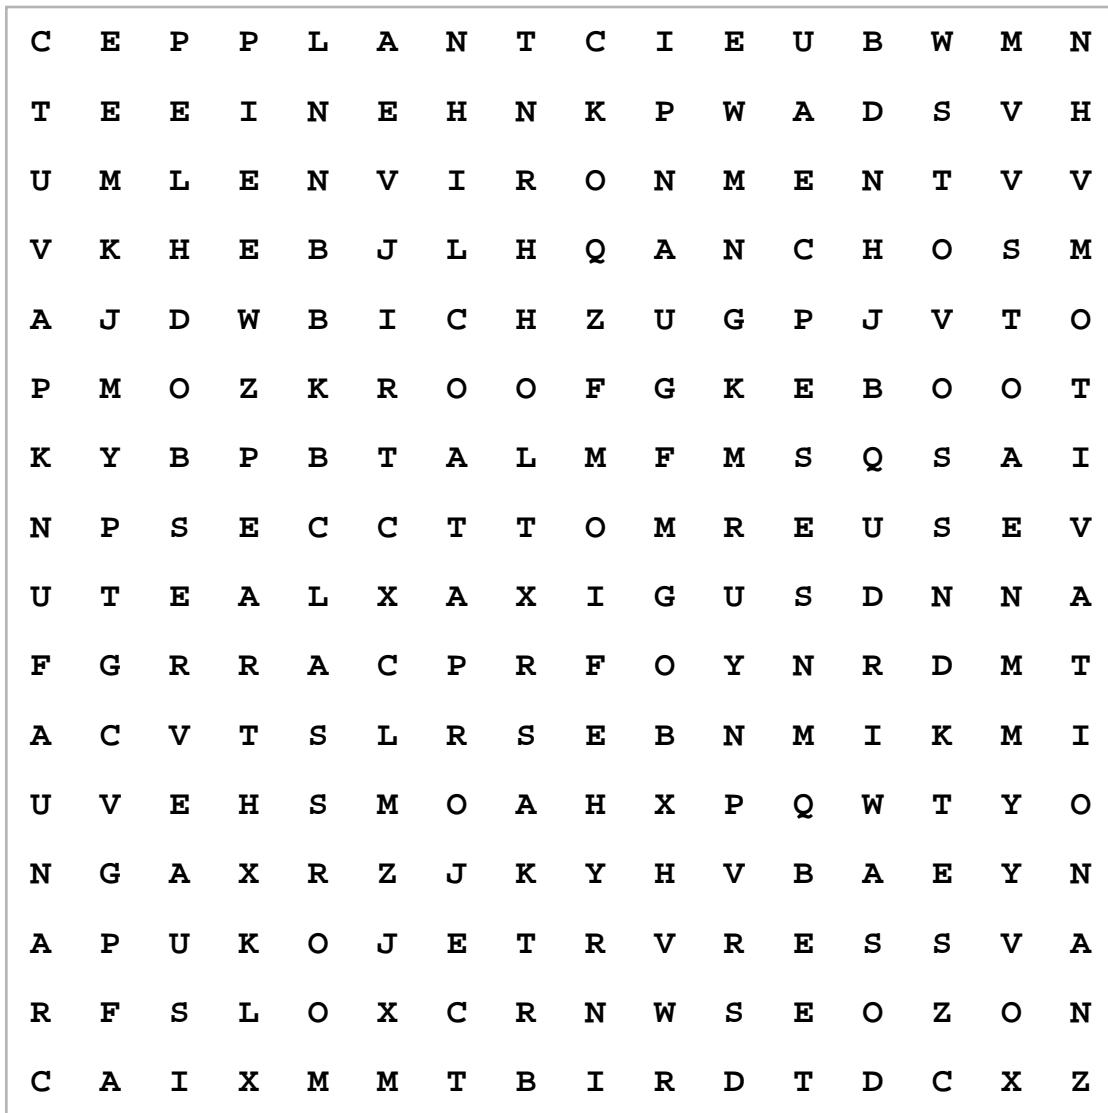 C E P P L A N T C I E U B W M N
T E E I N E H N K P W A D S V H
U M L E N V I R O N M E N T V V
V K H E B J L H Q A N C H O S M
A J D W B I C H Z U G P J V T O
P M O Z K R O O F G K E B O O T
K Y B P B T A L M F M S Q S A I
N P S E C C T T O M R E U S E V
U T E A L X A X I G U S D N N A
F G R R A C P R F O Y N R D M T
A C V T S L R S E B N M I K M I
U V E H S M O A H X P Q W T Y O
N G A X R Z J K Y H V B A E Y N
A P U K O J E T R V R E S S V A
R F S L O X C R N W S E O Z O N
C A I X M M T B I R D T D C X Z